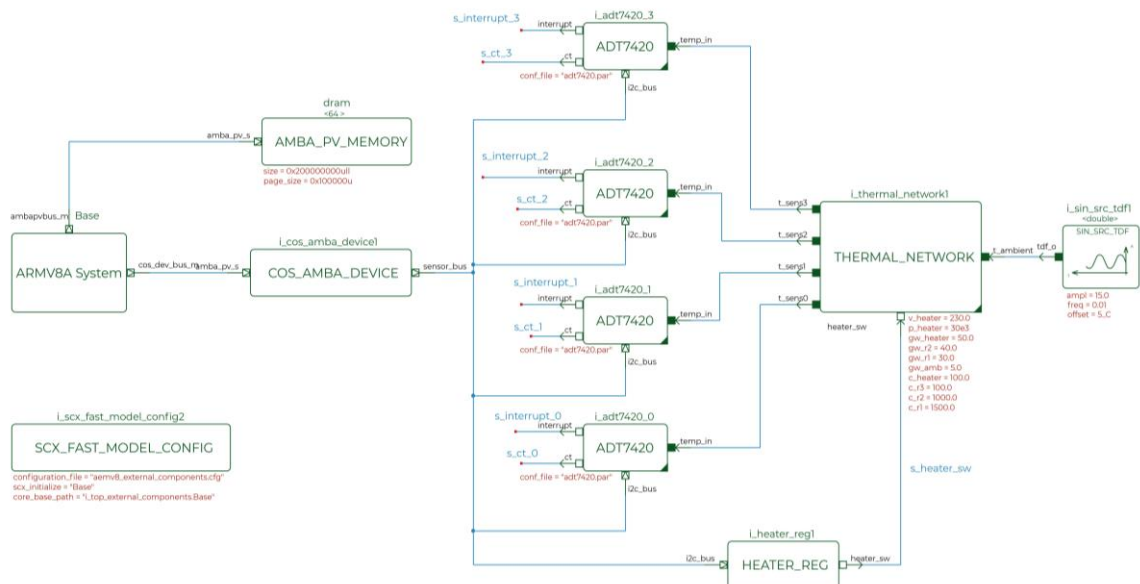 i_adt7420_3
s_interrupt_3
interrupt
ADT7420
temp_in
s_ct_3
ct
conf_file = "adt7420.par"
i2c_bus
dram
<64>
amba_pv_s
AMBA_PV_MEMORY
size = 0x200000000ull
page_size = 0x100000u
i_adt7420_2
s_interrupt_2
interrupt
ADT7420
temp_in
s_ct_2
ct
conf_file = "adt7420.par"
i2c_bus
ambapvbus_m
Base
ARMV8A System
cos_dev_bus_m
amba_pv_s
i_cos_amba_device1
COS_AMBA_DEVICE
sensor_bus
i_adt7420_1
s_interrupt_1
interrupt
ADT7420
temp_in
s_ct_1
ct
conf_file = "adt7420.par"
i2c_bus
i_thermal_network1
t_sens3
t_sens2
t_sens1
t_sens0
THERMAL_NETWORK
t_ambient
heater_sw
v_heater = 230.0
p_heater = 30e3
gw_heater = 50.0
gw_r2 = 40.0
gw_r1 = 30.0
gw_amb = 5.0
c_heater = 100.0
c_r3 = 100.0
c_r2 = 1000.0
c_r1 = 1500.0
i_sin_src_tdf1
<double>
SIN_SRC_TDF
tdf_o
ampl = 15.0
freq = 0.01
offset = 5_C
i_scx_fast_model_config2
SCX_FAST_MODEL_CONFIG
configuration_file = "aemv8_external_components.cfg"
scx_initialize = "Base"
core_base_path = "i_top_external_components.Base"
i_adt7420_0
s_interrupt_0
interrupt
ADT7420
temp_in
s_ct_0
ct
conf_file = "adt7420.par"
i2c_bus
s_heater_sw
i_heater_reg1
i2c_bus
HEATER_REG
heater_sw